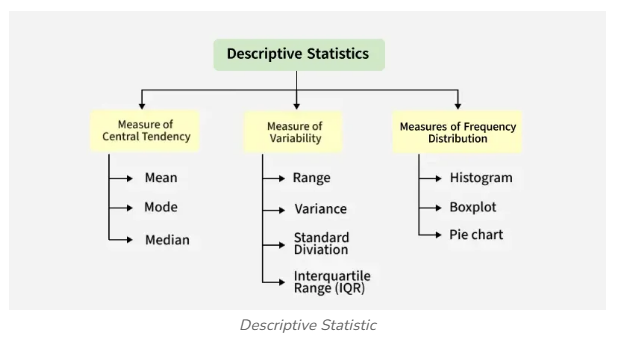 Descriptive Statistics
Measure of
Central Tendency
Measure of
Variability
Measures of Frequency
Distribution
Mean
Mode
Median
Range
Variance
Standard
Diviation
Interquartile
Range (IQR)
Histogram
Boxplot
Pie chart
Descriptive Statistic